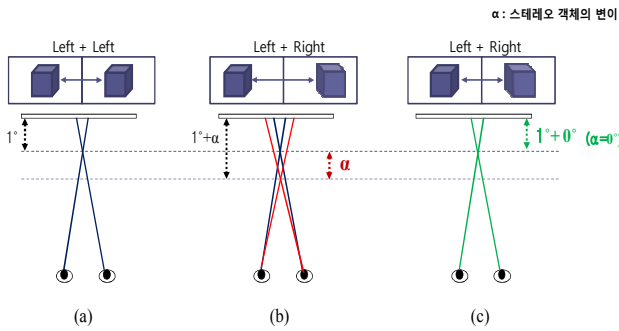 α : 스테레오 객체의 변이
Left + Left
Left + Right
Left + Right
1°
1°+α
α
1°+0° (α=0°)
(a)
(b)
(c)